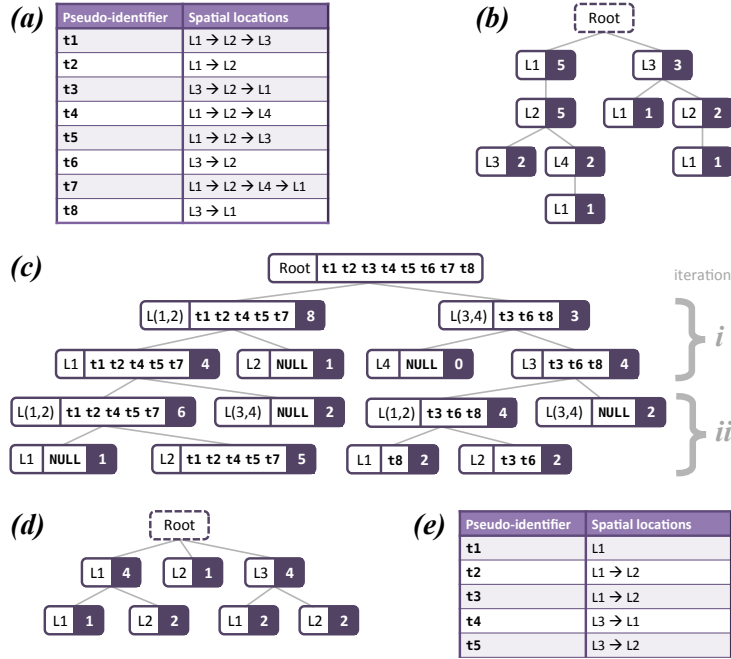 (a)
Pseudo-identifier Spatial locations
t1 L1 → L2 → L3
t2 L1 → L2
t3 L3 → L2 → L1
t4 L1 → L2 → L4
t5 L1 → L2 → L3
t6 L3 → L2
t7 L1 → L2 → L4 → L1
t8 L3 → L1
(b)
Root
L1 5 L3 3
L2 5 L1 1 L2 2
L3 2 L4 2 L1 1
L1 1
(c)
Root t1 t2 t3 t4 t5 t6 t7 t8
iteration
L(1,2) t1 t2 t4 t5 t7 8 L(3,4) t3 t6 t8 3
i
L1 t1 t2 t4 t5 t7 4 L2 NULL 1 L4 NULL 0 L3 t3 t6 t8 4
L(1,2) t1 t2 t4 t5 t7 6 L(3,4) NULL 2 L(1,2) t3 t6 t8 4 L(3,4) NULL 2
ii
L1 NULL 1 L2 t1 t2 t4 t5 t7 5 L1 t8 2 L2 t3 t6 2
(d)
Root
L1 4 L2 1 L3 4
L1 1 L2 2 L1 2 L2 2
(e)
Pseudo-identifier Spatial locations
t1 L1
t2 L1 → L2
t3 L1 → L2
t4 L3 → L1
t5 L3 → L2